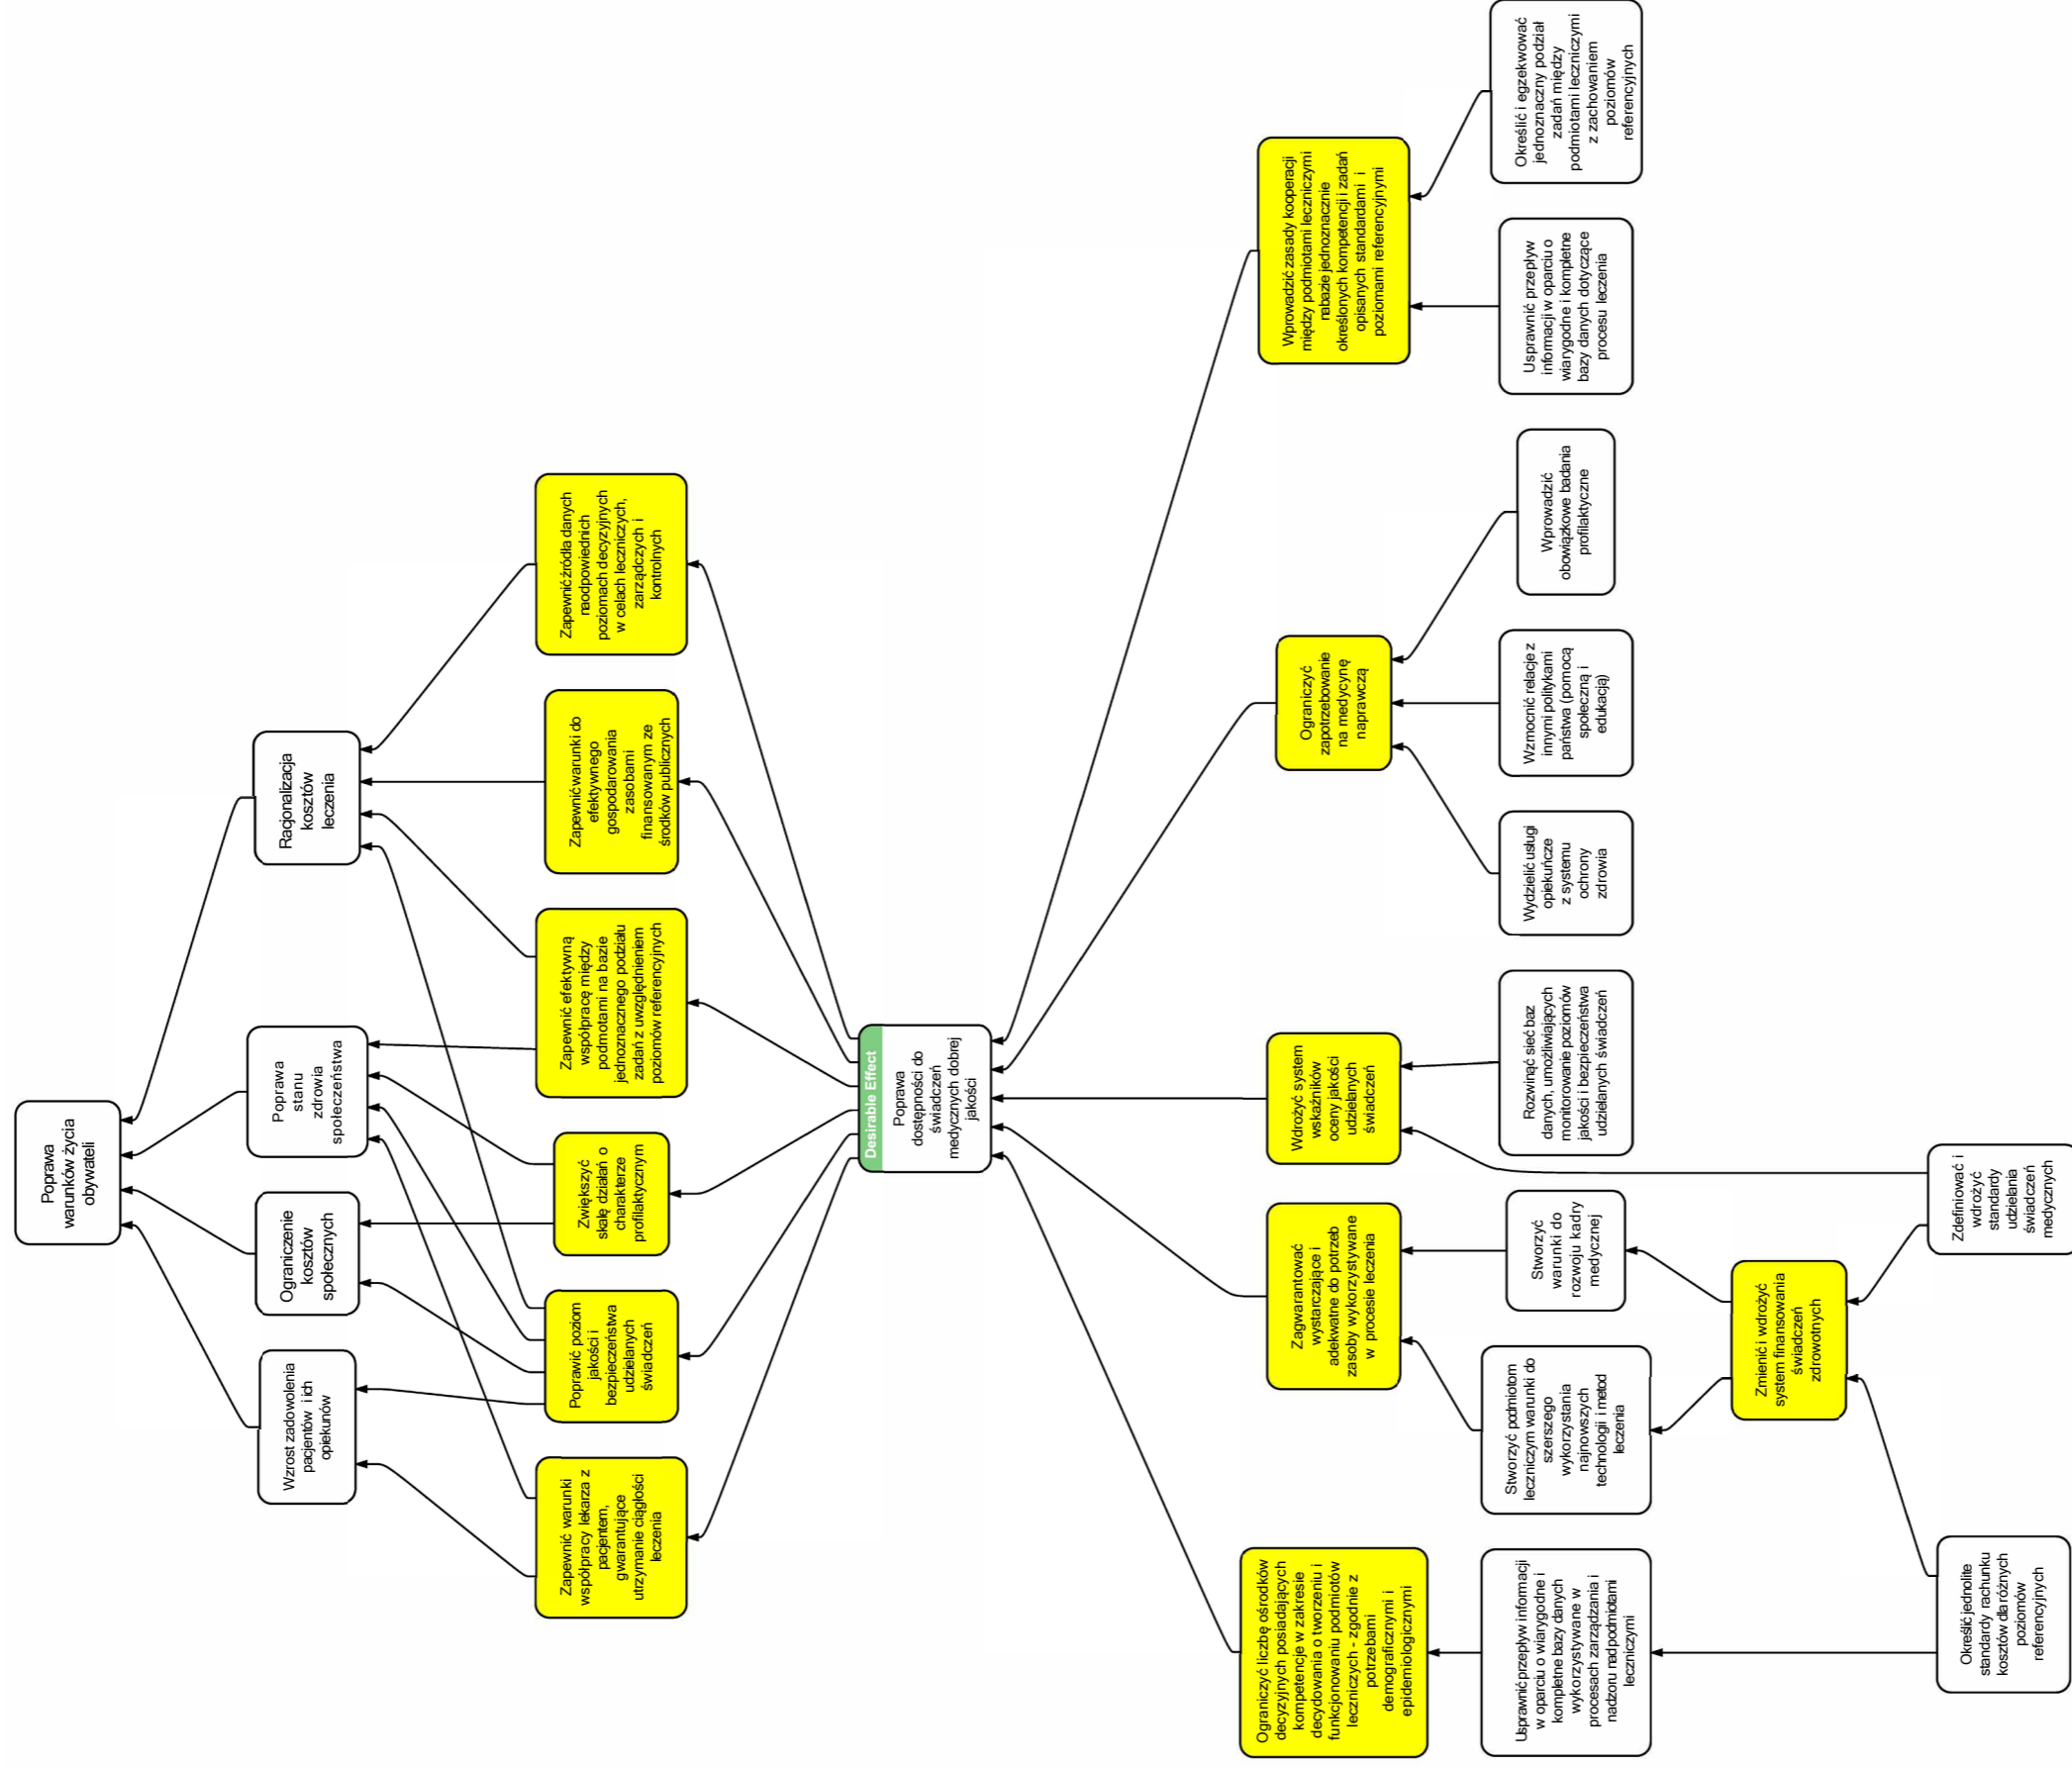 Poprawa
warunków życia
obywateli
Wzrost zadowolenia
pacjentów i ich
opiekunów
Ograniczenie
kosztów
społecznych
Poprawa
stanu
zdrowia
społeczeństwa
Racjonalizacja
kosztów
leczenia
Zapewnić warunki
współpracy lekarza z
pacjentem,
gwarantujące
utrzymanie ciągłości
leczenia
Poprawić poziom
jakości i
bezpieczeństwa
udzielanych
świadczeń
Zwiększyć
skalę działań o
charakterze
profilaktycznym
Zapewnić efektywną
współpracę między
podmotami na bazie
jednoznacznego podziału
zadań z uwzględnieniem
poziomów referencyjnych
Zapewnić warunki do
efektywnego
gospodarowania
zasobami
finansowanym ze
środków publicznych
Zapewnić źródła danych
na odpowiednich
poziomach decyzyjnych
w celach leczniczych,
zarządczych i
kontrolnych
Desirable Effect
Poprawa
dostępności do
świadczeń
medycznych dobrej
jakości
Ograniczyć liczbę ośrodków
decyzyjnych posiadających
kompetencje w zakresie
decydowania o tworzeniu i
funkcjonowaniu podmiotów
leczniczych - zgodnie z
potrzebami
demograficznymi i
epidemiologicznymi
Zagwarantować
wystarczające i
adekwatne do potrzeb
zasoby wykorzystywane
w procesie leczenia
Wdrożyć system
wskaźników
oceny jakości
udzielanych
świadczeń
Ograniczyć
zapotrzebowanie
na medycynę
naprawczą
Wprowadzić zasady kooperacji
między podmiotami leczniczymi
na bazie jednoznacznie
określonych kompetencji i zadań
opisanych standardami i
poziomami referencyjnymi
Usprawnić przepływ informacji
w oparciu o wiarygodne i
kompletne bazy danych
wykorzystywane w
procesach zarządzania i
nadzoru nad podmiotami
leczniczymi
Stworzyć podmiotom
leczniczym warunki do
szerszego
wykorzystania
najnowszych
technologii i metod
leczenia
Stworzyć
warunki do
rozwoju kadry
medycznej
Rozwinąć sieć baz
danych, umożliwiających
monitorowanie poziomów
jakości i bezpieczeństwa
udzielanych świadczeń
Wydzielić usługi
opiekuńcze
z systemu
ochrony
zdrowia
Wzmocnić relacje z
innymi politykami
państwa (pomocą
społeczną i
edukacją)
Wprowadzić
obowiązkowe badania
profilaktyczne
Usprawnić przepływ
informacji w oparciu o
wiarygodne i kompletne
bazy danych dotyczące
procesu leczenia
Określić i egzekwować
jednoznaczny podział
zadań między
podmiotami leczniczymi
z zachowaniem
poziomów
referencyjnych
Zmienić i wdrożyć
system finansowania
świadczeń
zdrowotnych
Określić jednolite
standardy rachunku
kosztów dla różnych
poziomów
referencyjnych
Zdefiniować i
wdrożyć
standardy
udzielania
świadczeń
medycznych